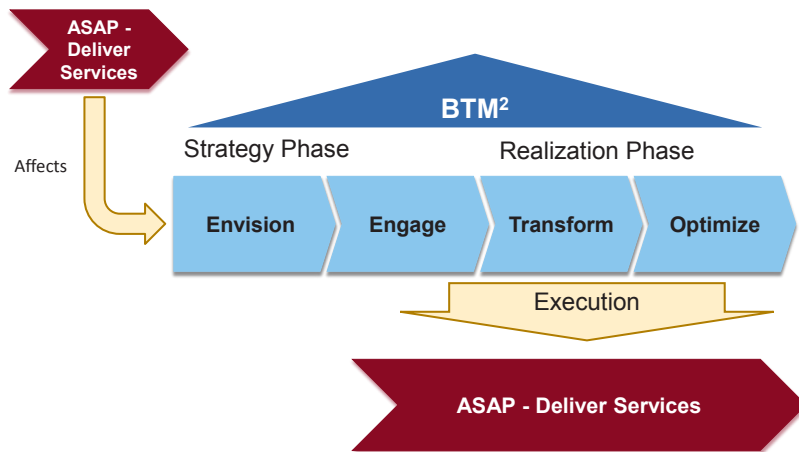 ASAP -
Deliver
Services
BTM²
Strategy Phase
Realization Phase
Affects
Envision
Engage
Transform
Optimize
Execution
ASAP - Deliver Services